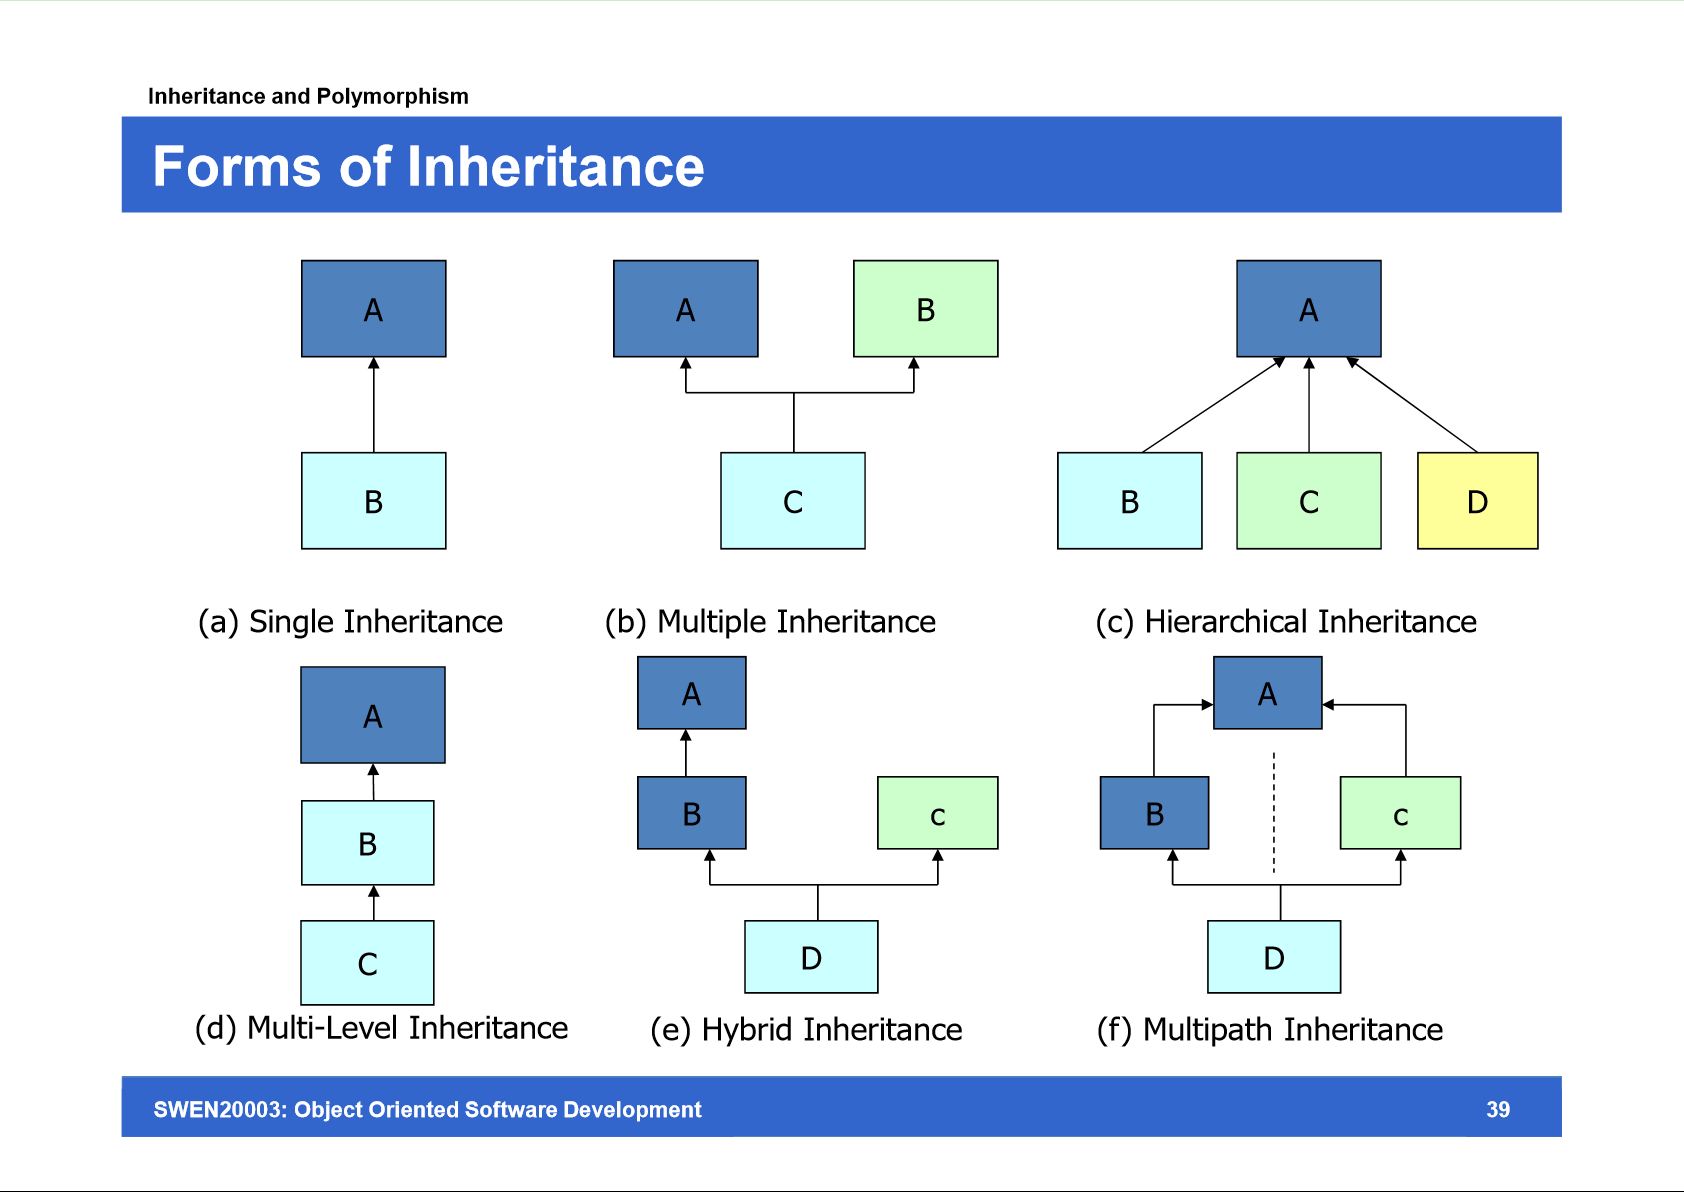 Inheritance and Polymorphism
Forms of Inheritance
A
A
B
A
B
C
B
C
D
(a) Single Inheritance
(b) Multiple Inheritance
(c) Hierarchical Inheritance
A
A
A
B
B
c
B
c
C
D
D
(d) Multi-Level Inheritance
(e) Hybrid Inheritance
(f) Multipath Inheritance
SWEN20003: Object Oriented Software Development
39